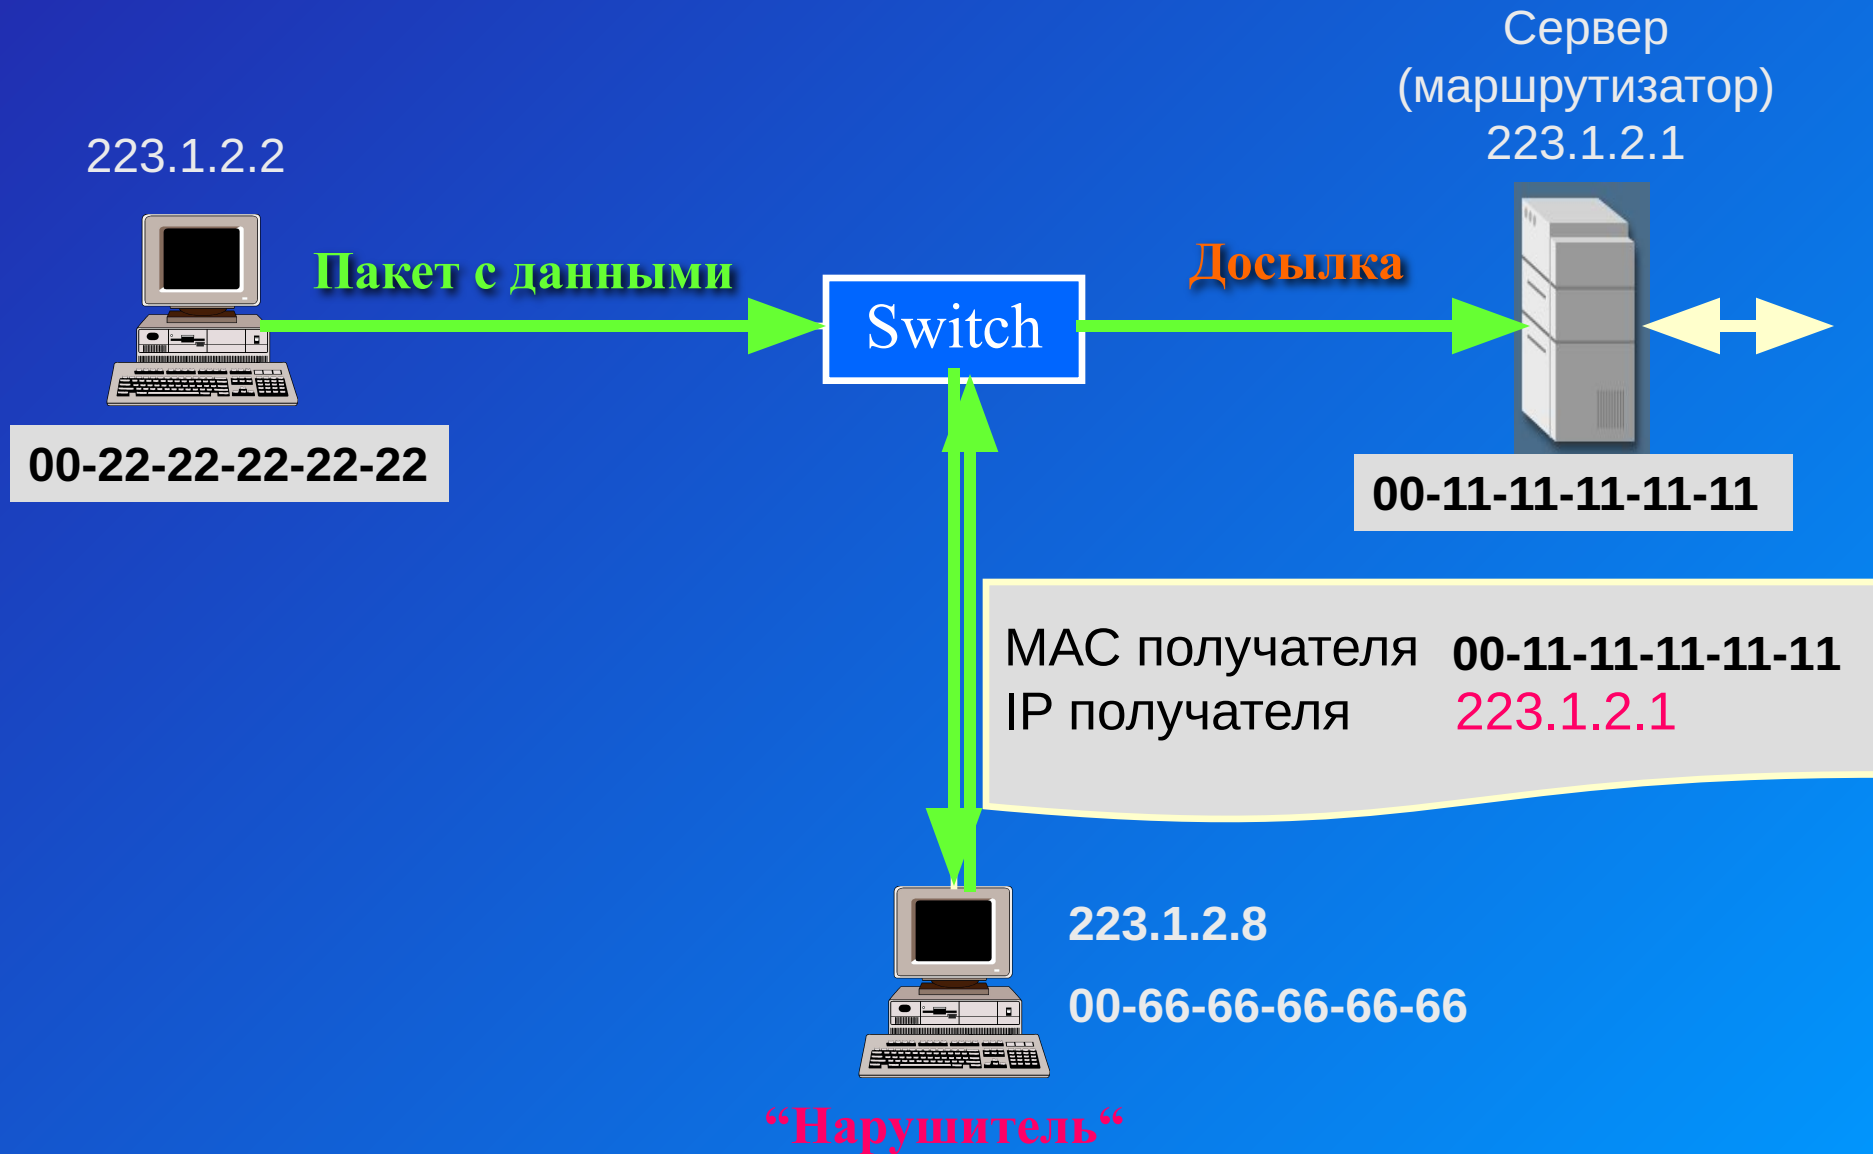 Сервер
(маршрутизатор)
223.1.2.1
223.1.2.2
Пакет с данными
Досылка
Switch
00-22-22-22-22-22
00-11-11-11-11-11
MAC получателя 00-11-11-11-11-11
IP получателя 223.1.2.1
223.1.2.8
00-66-66-66-66-66
“Нарушитель“